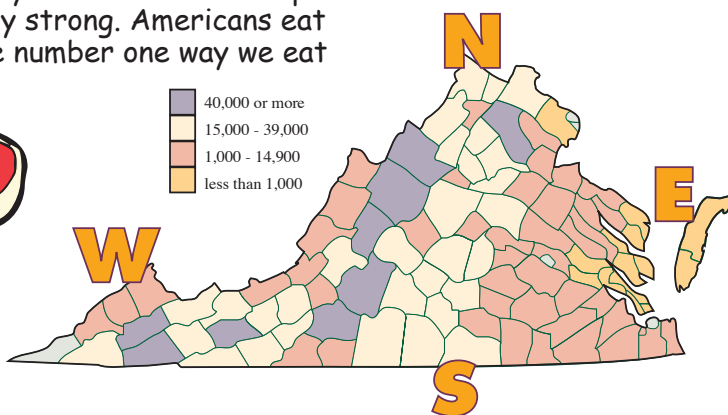 y strong. Americans eat
number one way we eat
N
40,000 or more
15,000 - 39,000
1,000 - 14,900
less than 1,000
E
W
S